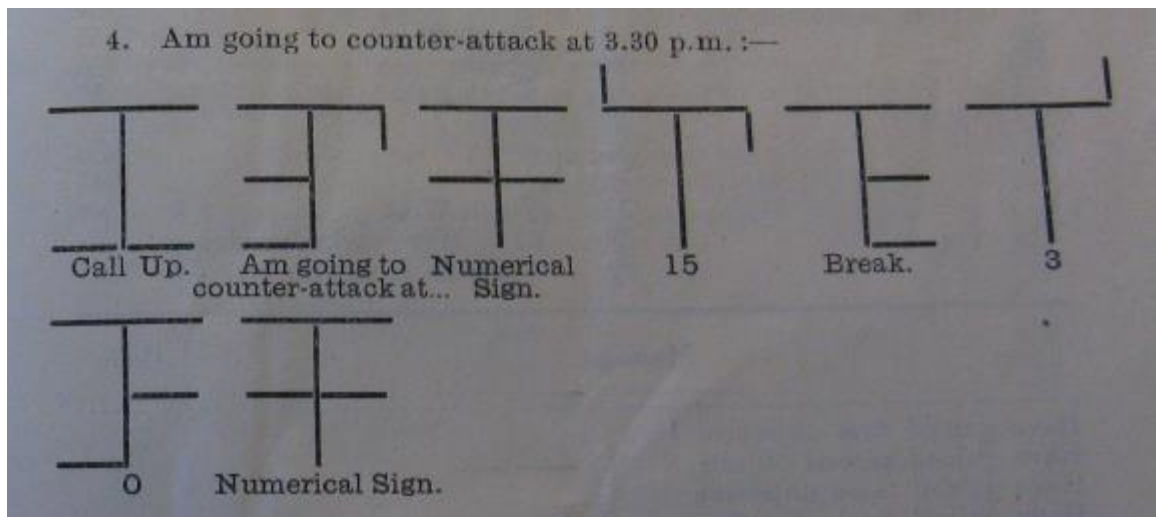 4. Am going to counter-attack at 3.30 p.m. :—
Call Up. Am going to Numerical 15 Break. 3
counter-attack at... Sign.
0 Numerical Sign.